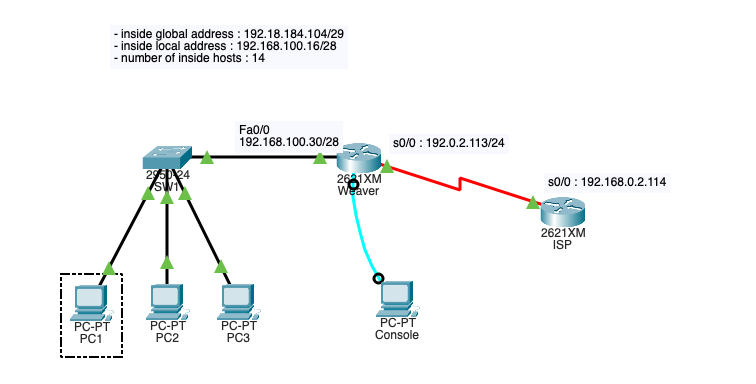 - inside global address : 192.18.184.104/29
- inside local address : 192.168.100.16/28
- number of inside hosts : 14
Fa0/0
192.168.100.30/28
s0/0 : 192.0.2.113/24
s0/0 : 192.168.0.2.114
2950-24
SW1
2621XM
Weaver
2621XM
ISP
PC-PT
PC1
PC-PT
PC2
PC-PT
PC3
PC-PT
Console